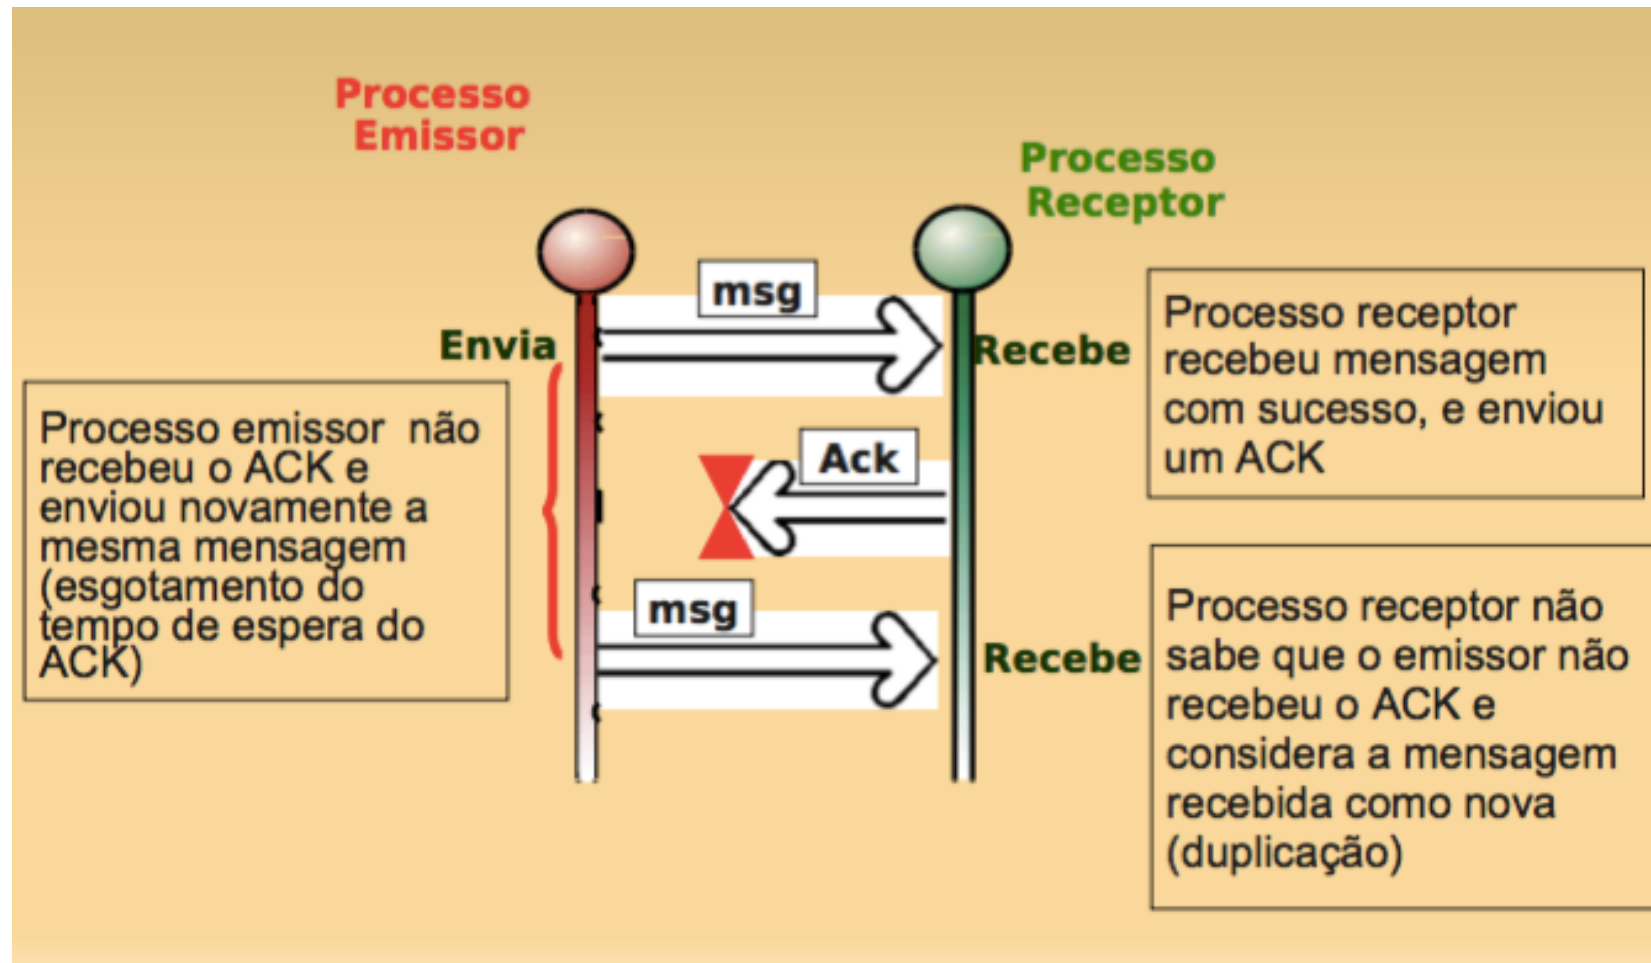 Processo
Emissor
Processo
Receptor
msg
Envia
Recebe
Processo receptor
recebeu mensagem
com sucesso, e enviou
um ACK
Processo emissor não
recebeu o ACK e
enviou novamente a
mesma mensagem
(esgotamento do
tempo de espera do
ACK)
Ack
msg
Recebe
Processo receptor não
sabe que o emissor não
recebeu o ACK e
considera a mensagem
recebida como nova
(duplicação)